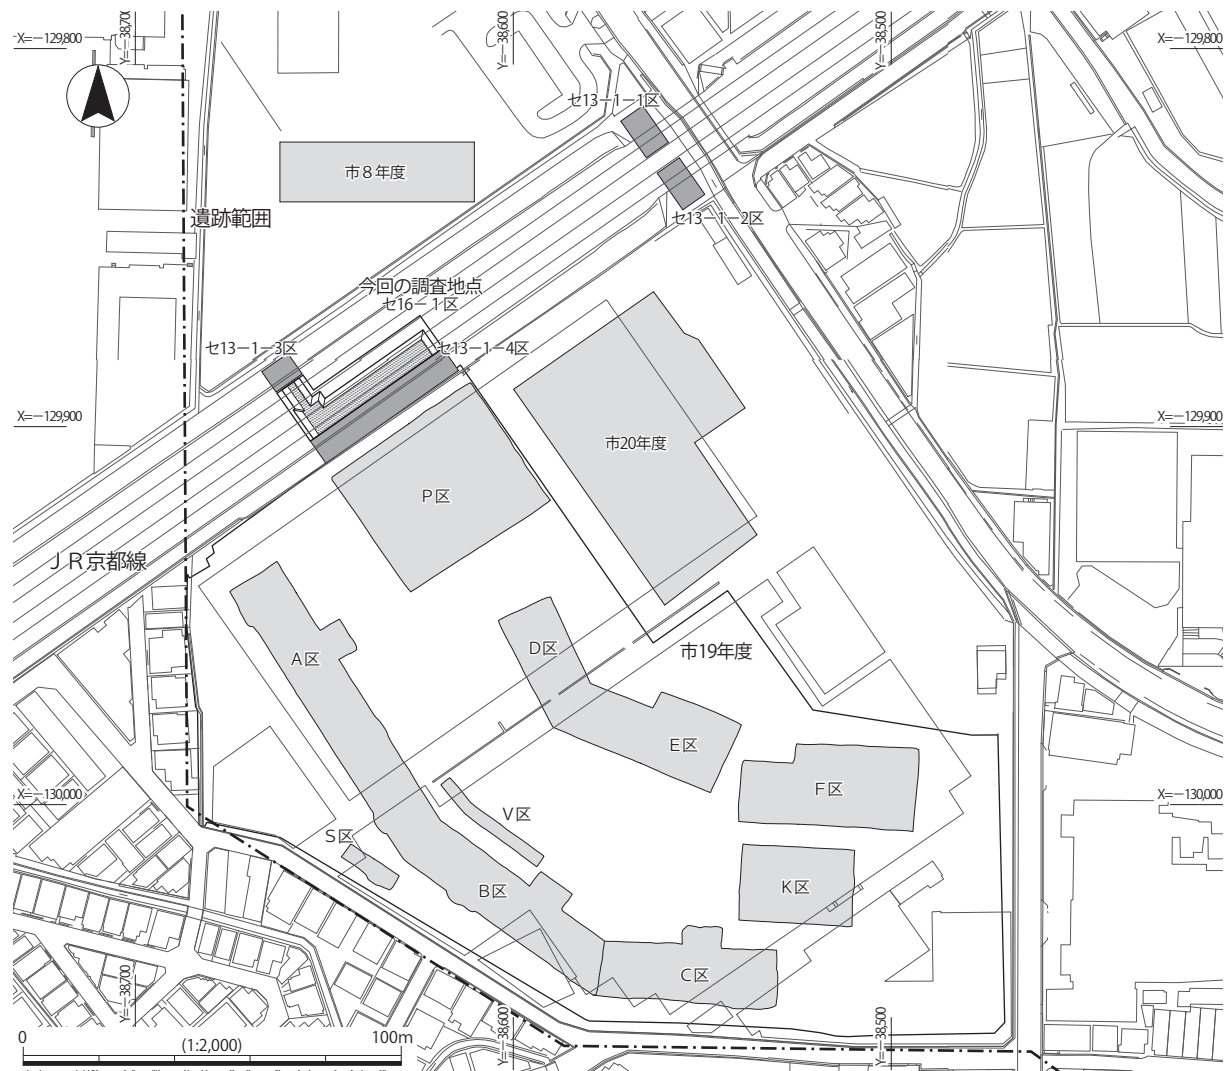 X=−129,800
Y=−38,700
Y=−38,600
Y=−38,500
X=−129,800
セ13−1−1区
市８年度
遺跡範囲
セ13−1−2区
今回の調査地点
セ16−1区
セ13−1−3区
セ13−1−4区
X=−129,900
X=−129,900
市20年度
Ｐ区
ＪＲ京都線
Ｄ区
市19年度
Ａ区
Ｅ区
Ｆ区
X=−130,000
X=−130,000
Ｖ区
Ｓ区
Ｂ区
Ｋ区
Ｃ区
Y=−38,700
Y=−38,600
Y=−38,500
0
(1:2,000)
100m